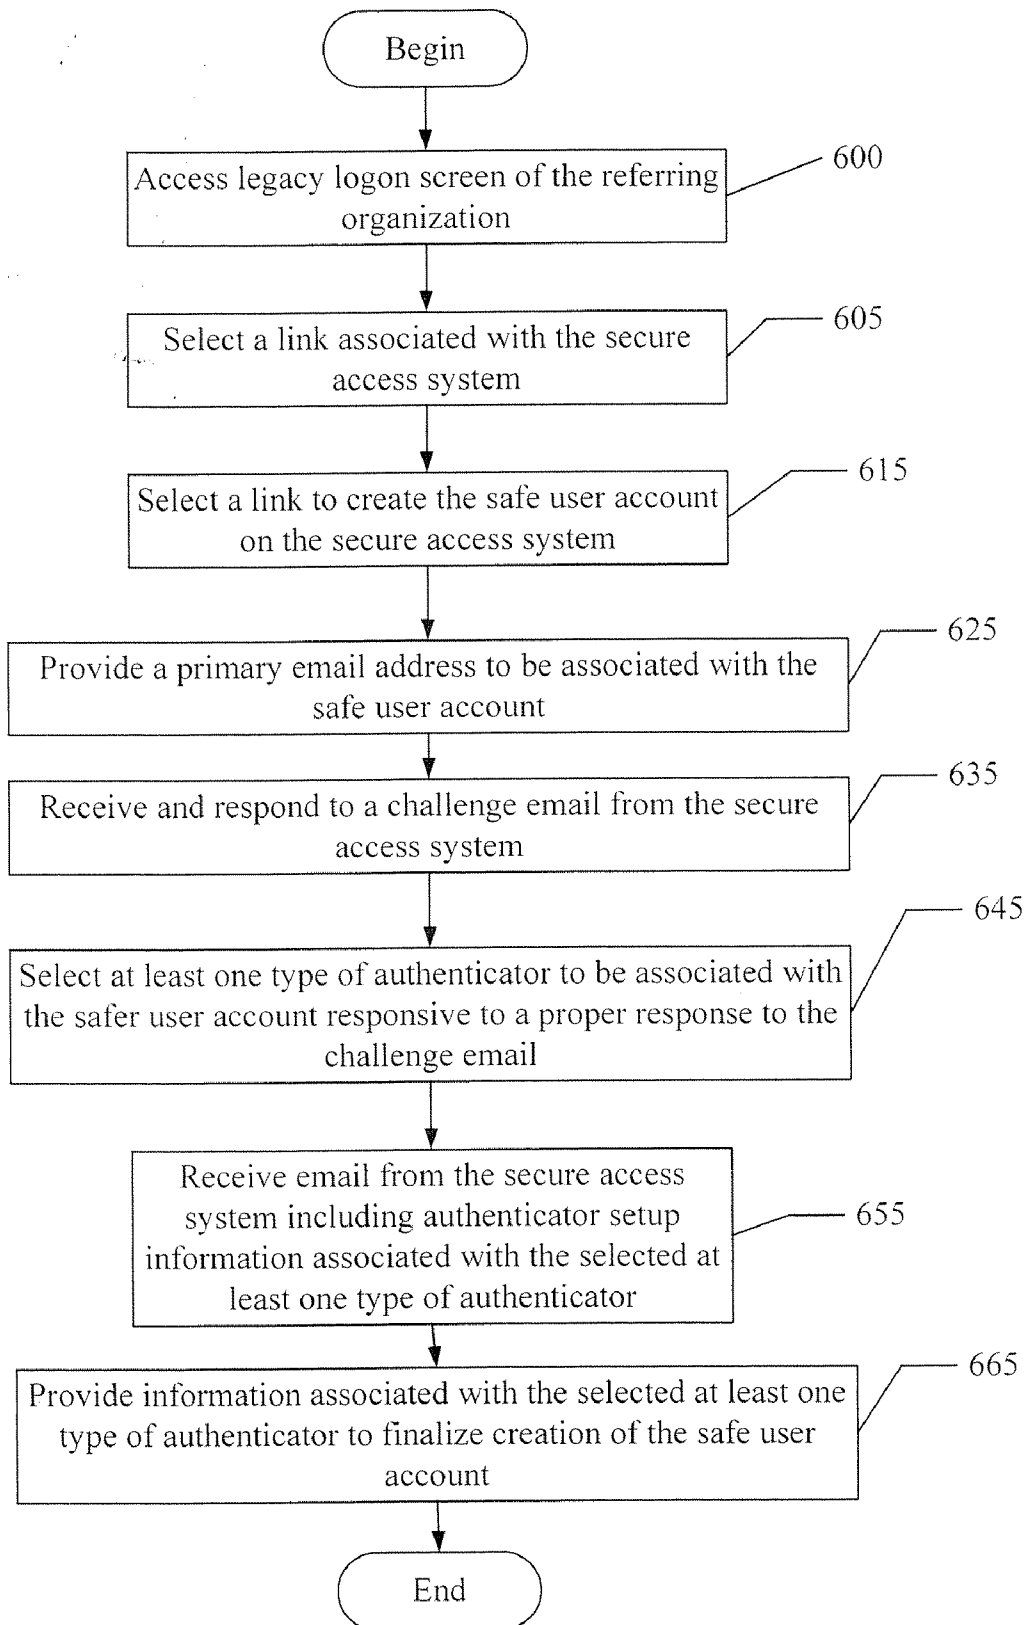 Begin
Access legacy logon screen of the referring
organization
600
Select a link associated with the secure
access system
605
Select a link to create the safe user account
on the secure access system
615
Provide a primary email address to be associated with the
safe user account
625
Receive and respond to a challenge email from the secure
access system
635
Select at least one type of authenticator to be associated with
the safer user account responsive to a proper response to the
challenge email
645
Receive email from the secure access
system including authenticator setup
information associated with the selected at
least one type of authenticator
655
Provide information associated with the selected at least one
type of authenticator to finalize creation of the safe user
account
665
End